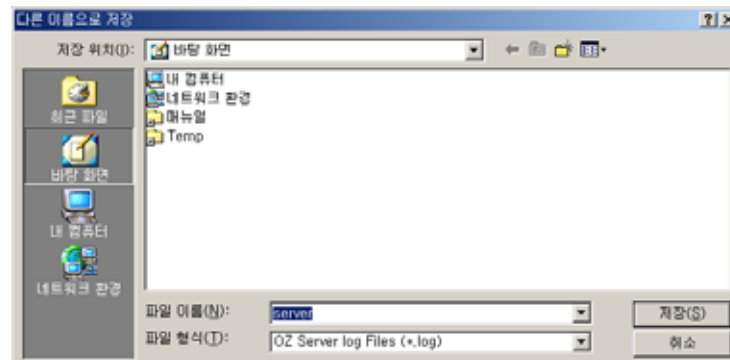 다른 이름으로 저장
저장 위치(I):
바탕 화면
최근 파일
바탕 화면
내 컴퓨터
네트워크 환경
내 컴퓨터
네트워크 환경
매뉴얼
Temp
파일 이름(N):
server
저장(S)
파일 형식(T):
OZ Server log Files (*.log)
취소